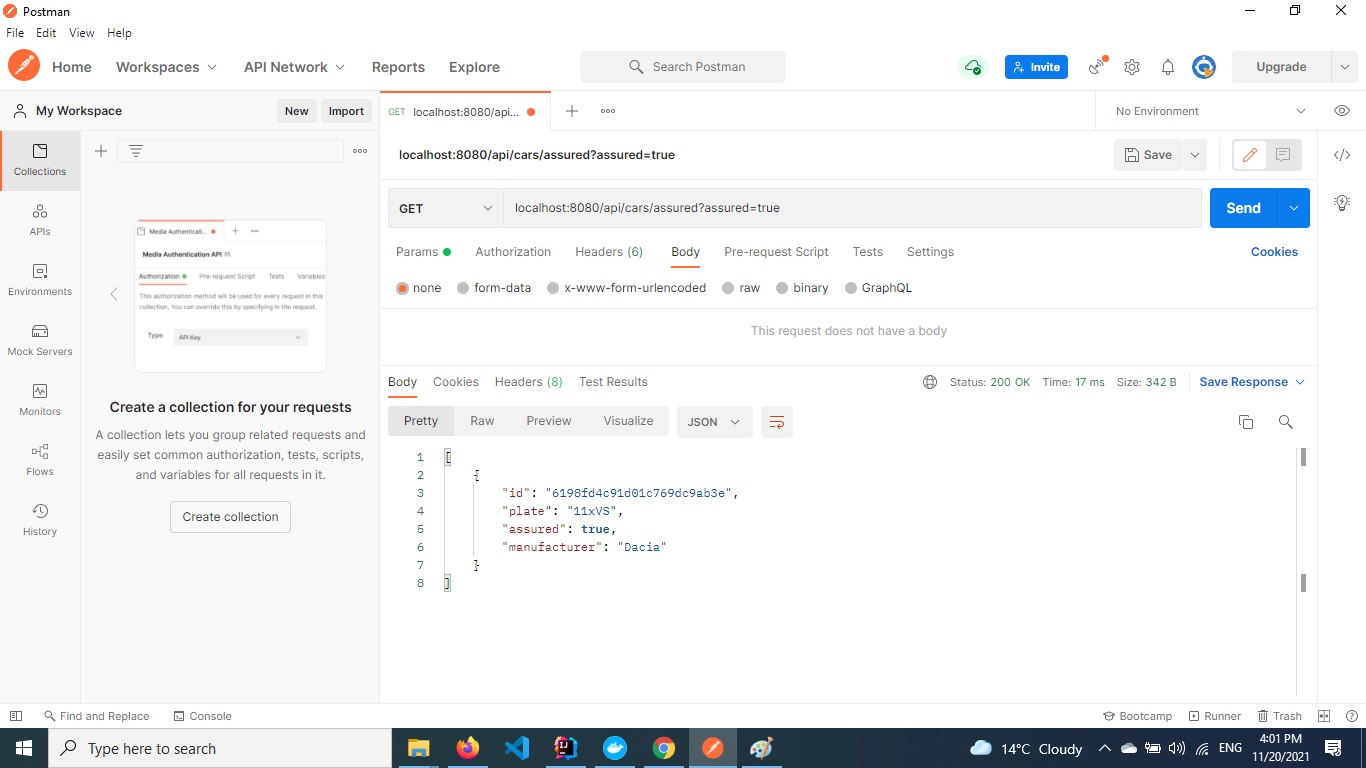 Postman
File Edit View Help
Home Workspaces API Network Reports Explore Search Postman Invite Upgrade
My Workspace New Import GET localhost:8080/api... No Environment
Collections
APIs
Environments
Mock Servers
Monitors
Flows
History
Media Authenticati...
Media Authentication API
Authorization Pre-request Script Tests Variables
This authorization method will be used for every request in this
collection. You can override this by specifying in the request.
Type API Key
Create a collection for your requests
A collection lets you group related requests and
easily set common authorization, tests, scripts,
and variables for all requests in it.
Create collection
localhost:8080/api/cars/assured?assured=true Save
GET localhost:8080/api/cars/assured?assured=true Send
Params Authorization Headers (6) Body Pre-request Script Tests Settings Cookies
none form-data x-www-form-urlencoded raw binary GraphQL
This request does not have a body
Body Cookies Headers (8) Test Results Status: 200 OK Time: 17 ms Size: 342 B Save Response
Pretty Raw Preview Visualize JSON
1 [
2 {
3 "id": "6198fd4c91d01c769dc9ab3e",
4 "plate": "11xVS",
5 "assured": true,
6 "manufacturer": "Dacia"
7 }
8 ]
Find and Replace Console Bootcamp Runner Trash
Type here to search 14°C Cloudy ENG 4:01 PM
11/20/2021